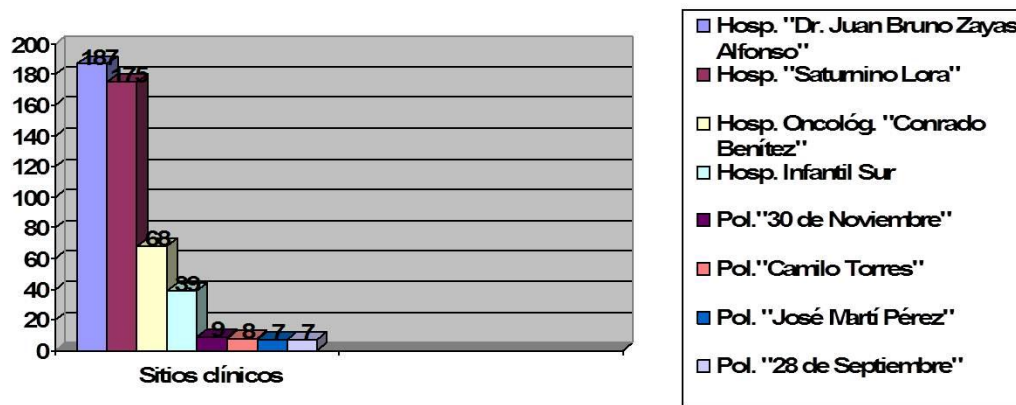 200
180
160
140
120
100
80
60
40
20
0
187
175
68
39
9
8
7
7
Sitios clínicos
Hosp. "Dr. Juan Bruno Zayas
Alfonso"
Hosp. "Saturnino Lora"
Hosp. Oncológ. "Conrado
Benítez"
Hosp. Infantil Sur
Pol."30 de Noviembre"
Pol."Camilo Torres"
Pol. "José Martí Pérez"
Pol. "28 de Septiembre"